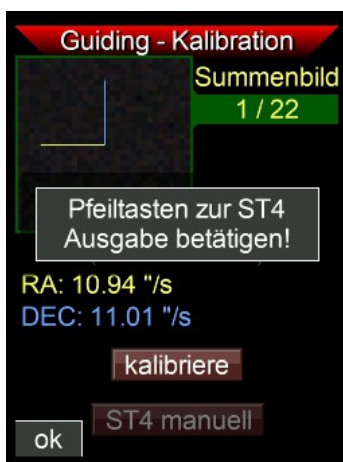 Guiding - Kalibration
Summenbild
1 / 22
Pfeiltasten zur ST4
Ausgabe betätigen!
RA: 10.94 "/s
DEC: 11.01 "/s
kalibriere
ST4 manuell
ok